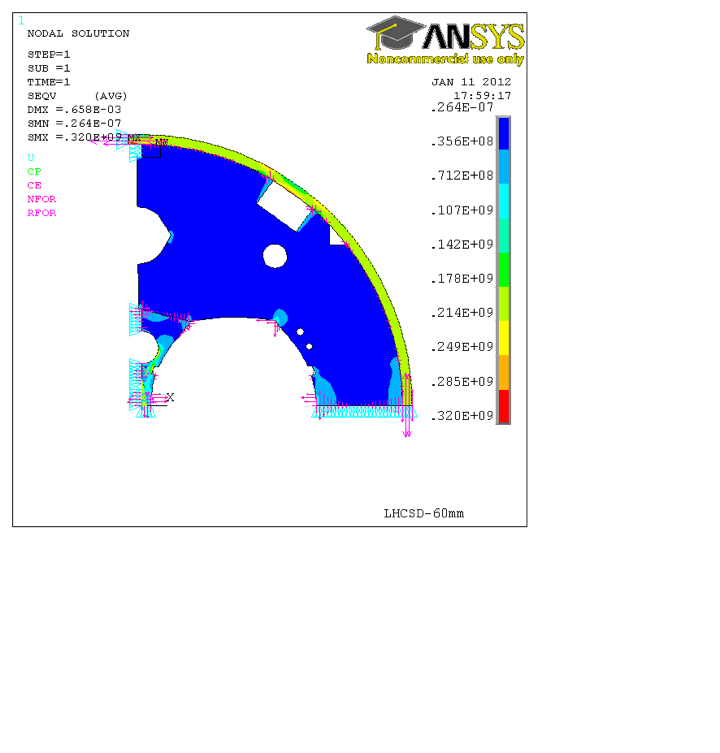 1
NODAL SOLUTION
ANSYS
Noncommercial use only
STEP=1
SUB =1
TIME=1
SEQV (AVG)
DMX =.658E-03
SMN =.264E-07
SMX =.320E+09
JAN 11 2012
17:59:17
U
CP
CE
NFOR
RFOR
MX
MN
X
.264E-07
.356E+08
.712E+08
.107E+09
.142E+09
.178E+09
.214E+09
.249E+09
.285E+09
.320E+09
LHCSD-60mm